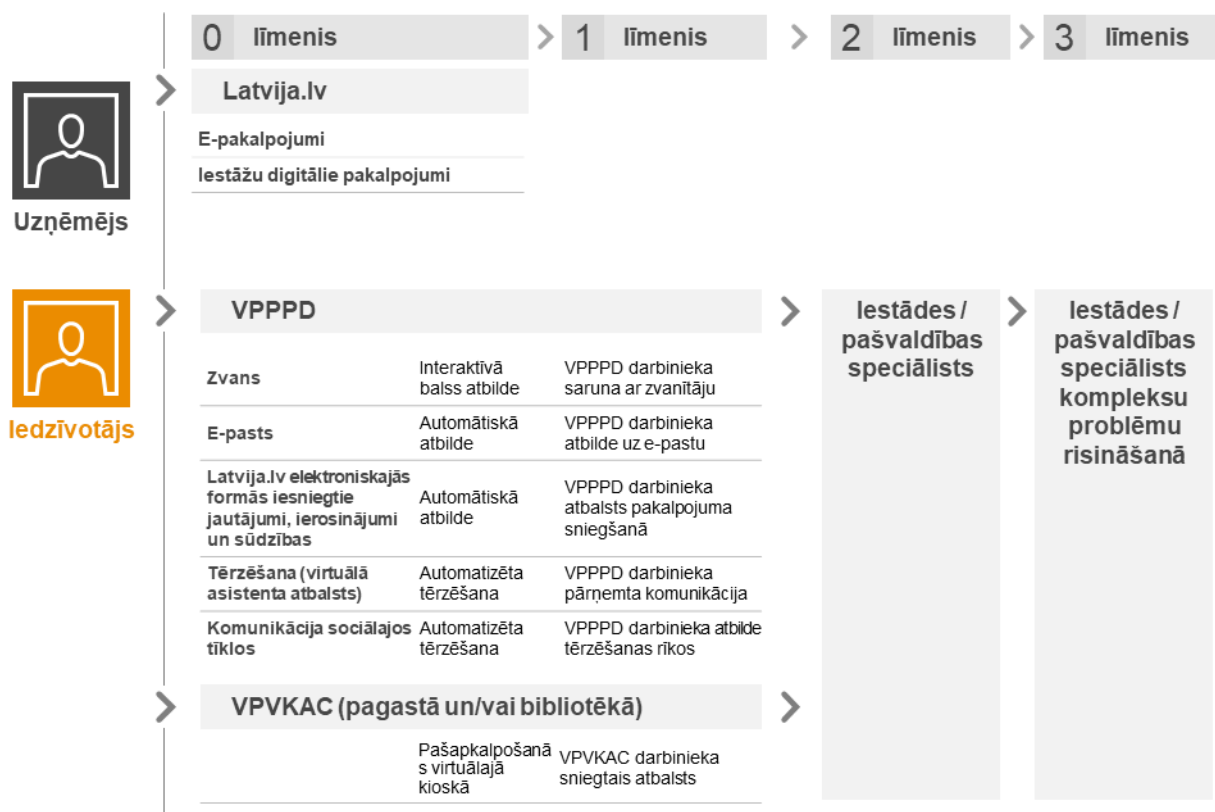 0 līmenis
1 līmenis
2 līmenis
3 līmenis
Latvija.lv
E-pakalpojumi
Iestāžu digitālie pakalpojumi
Uzņēmējs
Iedzīvotājs
VPPPD
Zvans
Interaktīvā
balss atbilde
VPPPD darbinieka
saruna ar zvanītāju
E-pasts
Automātiskā
atbilde
VPPPD darbinieka
atbilde uz e-pastu
Latvija.lv elektroniskajās
formās iesniegtie
jautājumi, ierosinājumi
un sūdzības
Automātiskā
atbilde
VPPPD darbinieka
atbalsts pakalpojuma
sniegšanā
Tērzēšana (virtuālā
asistenta atbalsts)
Automatizēta
tērzēšana
VPPPD darbinieka
pārņemta komunikācija
Komunikācija sociālajos
tīklos
Automatizēta
tērzēšana
VPPPD darbinieka atbilde
tērzēšanas rīkos
VPVKAC (pagastā un/vai bibliotēkā)
Pašapkalpošanā
s virtuālajā
kioskā
VPVKAC darbinieka
sniegtais atbalsts
Iestādes /
pašvaldības
speciālists
Iestādes /
pašvaldības
speciālists
kompleksu
problēmu
risināšanā